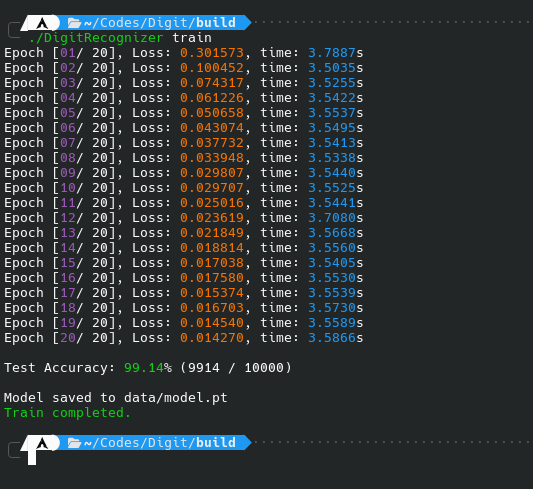 ~/Codes/Digit/build
./DigitRecognizer train
Epoch [01/ 20], Loss: 0.301573, time: 3.7887s
Epoch [02/ 20], Loss: 0.100452, time: 3.5035s
Epoch [03/ 20], Loss: 0.074317, time: 3.5255s
Epoch [04/ 20], Loss: 0.061226, time: 3.5422s
Epoch [05/ 20], Loss: 0.050658, time: 3.5537s
Epoch [06/ 20], Loss: 0.043074, time: 3.5495s
Epoch [07/ 20], Loss: 0.037732, time: 3.5413s
Epoch [08/ 20], Loss: 0.033948, time: 3.5338s
Epoch [09/ 20], Loss: 0.029807, time: 3.5440s
Epoch [10/ 20], Loss: 0.029707, time: 3.5525s
Epoch [11/ 20], Loss: 0.025016, time: 3.5441s
Epoch [12/ 20], Loss: 0.023619, time: 3.7080s
Epoch [13/ 20], Loss: 0.021849, time: 3.5668s
Epoch [14/ 20], Loss: 0.018814, time: 3.5560s
Epoch [15/ 20], Loss: 0.017038, time: 3.5405s
Epoch [16/ 20], Loss: 0.017580, time: 3.5530s
Epoch [17/ 20], Loss: 0.015374, time: 3.5539s
Epoch [18/ 20], Loss: 0.016703, time: 3.5730s
Epoch [19/ 20], Loss: 0.014540, time: 3.5589s
Epoch [20/ 20], Loss: 0.014270, time: 3.5866s
Test Accuracy: 99.14% (9914 / 10000)
Model saved to data/model.pt
Train completed.
~/Codes/Digit/build